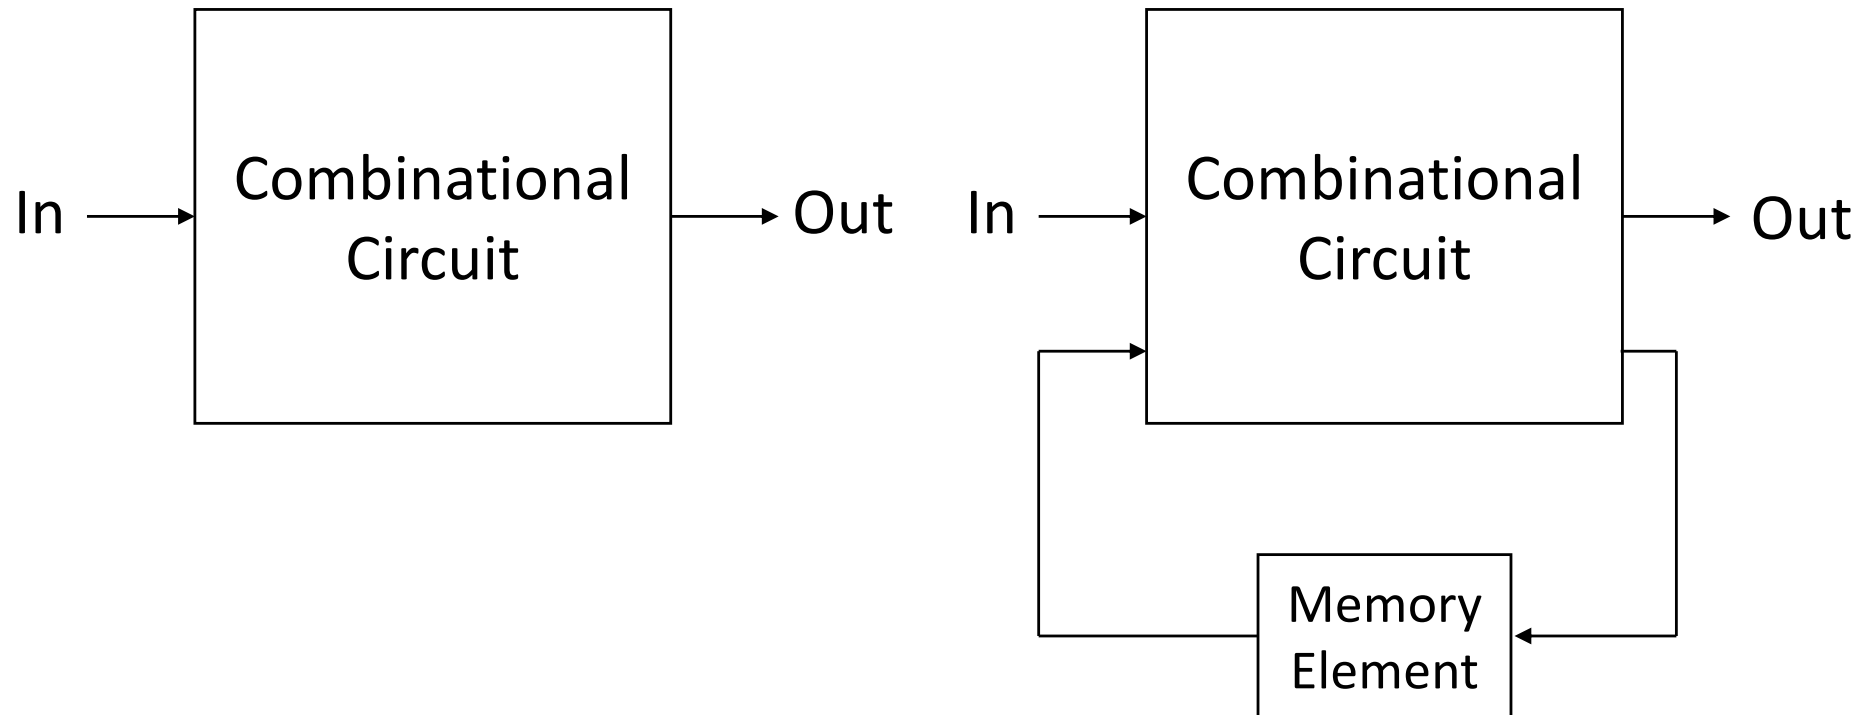 In
Combinational
Circuit
Out
In
Combinational
Circuit
Out
Memory
Element